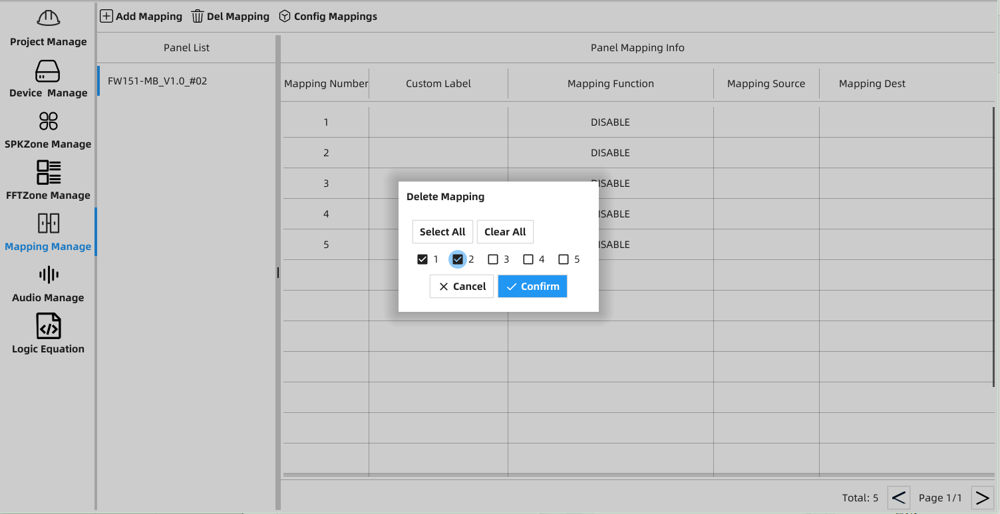 Add Mapping Del Mapping Config Mappings
Project Manage
Device Manage
SPKZone Manage
FFTZone Manage
Mapping Manage
Audio Manage
Logic Equation
Panel List
FW151-MB_V1.0_#02
Panel Mapping Info
Mapping Number Custom Label Mapping Function Mapping Source Mapping Dest
1 DISABLE
2 DISABLE
3 DISABLE
4 ISABLE
5 ISABLE
Delete Mapping
Select All Clear All
1 2 3 4 5
Cancel Confirm
Total: 5 < Page 1/1 >